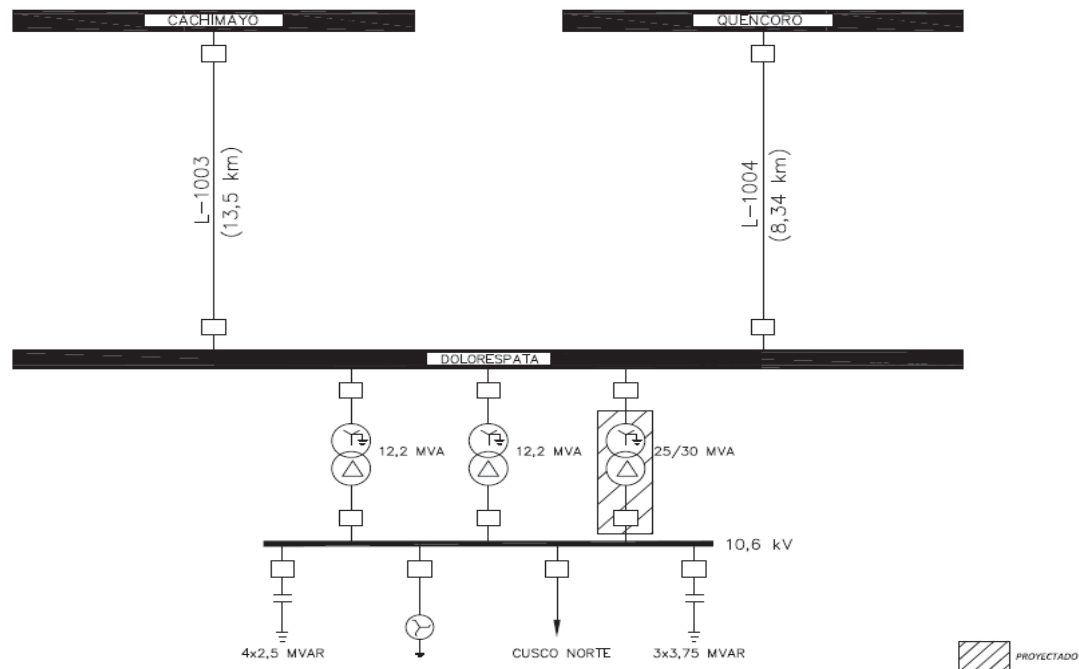 CACHIMAYO
QUENCORO
L-1003
(13,5 km)
L-1004
(8,34 km)
DOLORESPATA
12,2 MVA
12,2 MVA
25/30 MVA
10,6 kV
4x2,5 MVAR
CUSCO NORTE
3x3,75 MVAR
PROYECTADO